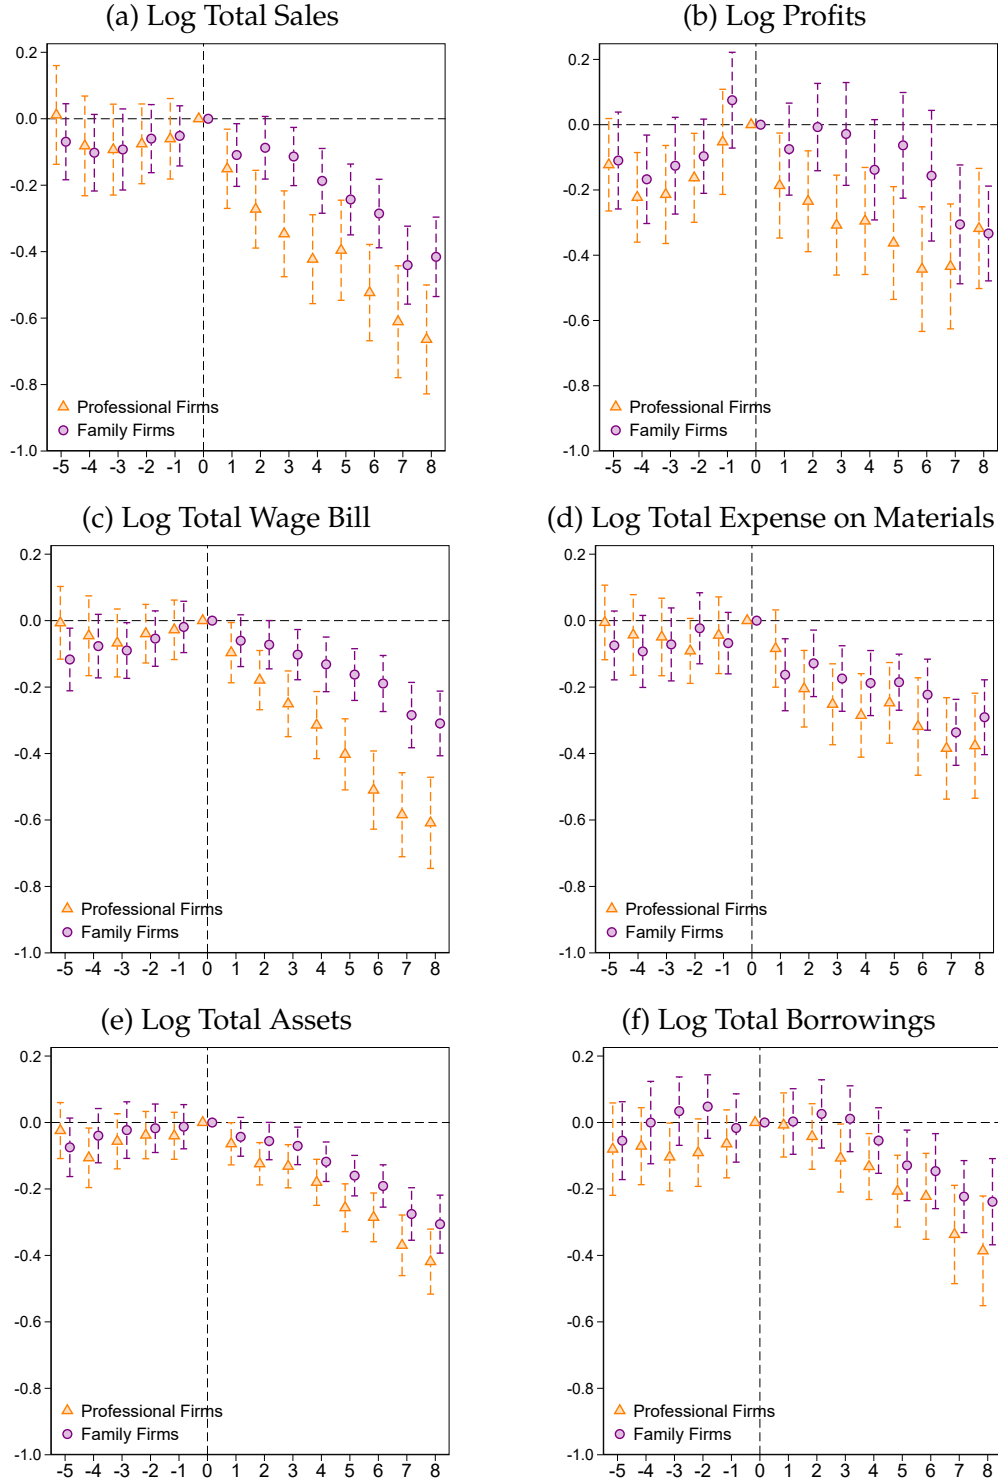 (a) Log Total Sales
0.2
0.0
-0.2
-0.4
-0.6
-0.8
-1.0
Professional Firms
Family Firms
-5 -4 -3 -2 -1 0 1 2 3 4 5 6 7 8
(b) Log Profits
0.2
0.0
-0.2
-0.4
-0.6
-0.8
-1.0
Professional Firms
Family Firms
-5 -4 -3 -2 -1 0 1 2 3 4 5 6 7 8
(c) Log Total Wage Bill
0.2
0.0
-0.2
-0.4
-0.6
-0.8
-1.0
Professional Firms
Family Firms
-5 -4 -3 -2 -1 0 1 2 3 4 5 6 7 8
(d) Log Total Expense on Materials
0.2
0.0
-0.2
-0.4
-0.6
-0.8
-1.0
Professional Firms
Family Firms
-5 -4 -3 -2 -1 0 1 2 3 4 5 6 7 8
(e) Log Total Assets
0.2
0.0
-0.2
-0.4
-0.6
-0.8
-1.0
Professional Firms
Family Firms
-5 -4 -3 -2 -1 0 1 2 3 4 5 6 7 8
(f) Log Total Borrowings
0.2
0.0
-0.2
-0.4
-0.6
-0.8
-1.0
Professional Firms
Family Firms
-5 -4 -3 -2 -1 0 1 2 3 4 5 6 7 8